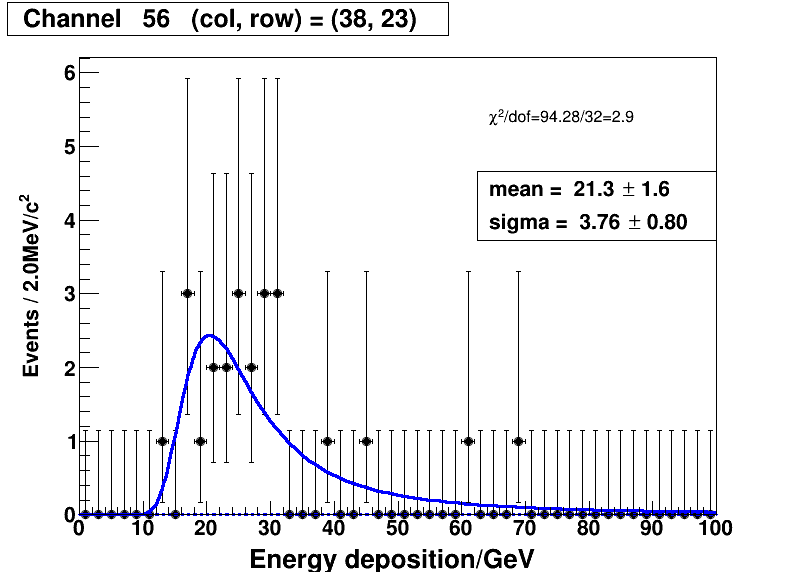 Channel 56 (col, row) = (38, 23)
χ²/dof=94.28/32=2.9
mean = 21.3 ± 1.6
sigma = 3.76 ± 0.80
Events / 2.0MeV/c²
6
5
4
3
2
1
0
0 10 20 30 40 50 60 70 80 90 100
Energy deposition/GeV